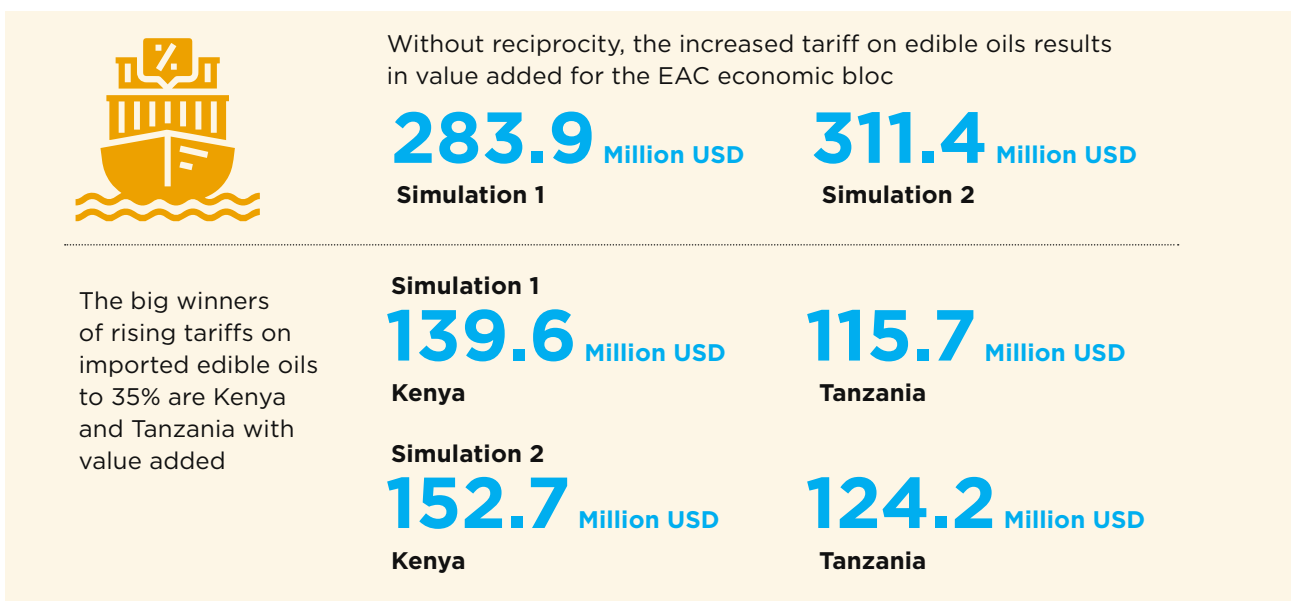 Without reciprocity, the increased tariff on edible oils results
in value added for the EAC economic bloc
283.9 Million USD
311.4 Million USD
Simulation 1
Simulation 2
The big winners
of rising tariffs on
imported edible oils
to 35% are Kenya
and Tanzania with
value added
Simulation 1
139.6 Million USD
115.7 Million USD
Kenya
Tanzania
Simulation 2
152.7 Million USD
124.2 Million USD
Kenya
Tanzania